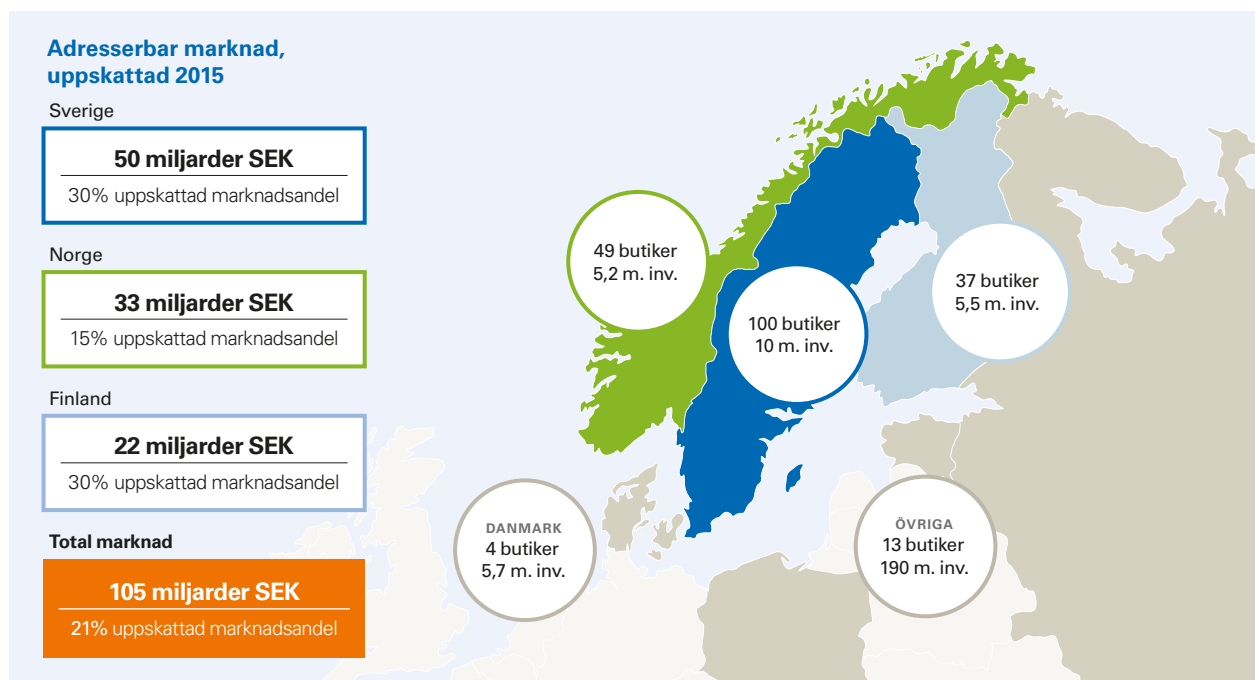 Adresserbar marknad,
uppskattad 2015
Sverige
50 miljarder SEK
30% uppskattad marknadsandel
Norge
33 miljarder SEK
15% uppskattad marknadsandel
Finland
22 miljarder SEK
30% uppskattad marknadsandel
Total marknad
105 miljarder SEK
21% uppskattad marknadsandel
49 butiker
5,2 m. inv.
100 butiker
10 m. inv.
37 butiker
5,5 m. inv.
DANMARK
4 butiker
5,7 m. inv.
ÖVRIGA
13 butiker
190 m. inv.